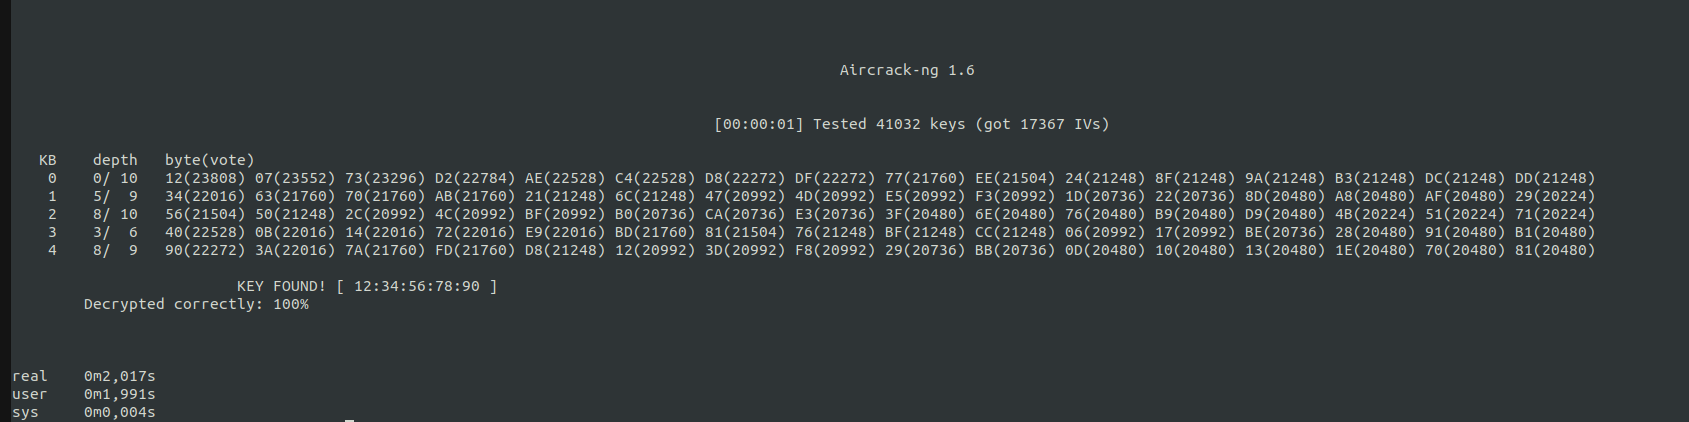 Aircrack-ng 1.6
[00:00:01] Tested 41032 keys (got 17367 IVs)
KB depth byte(vote)
0 0/ 10 12(23808) 07(23552) 73(23296) D2(22784) AE(22528) C4(22528) D8(22272) DF(22272) 77(21760) EE(21504) 24(21248) 8F(21248) 9A(21248) B3(21248) DC(21248) DD(21248)
1 5/ 9 34(22016) 63(21760) 70(21760) AB(21760) 21(21248) 6C(21248) 47(20992) 4D(20992) E5(20992) F3(20992) 1D(20736) 22(20736) 8D(20480) A8(20480) AF(20480) 29(20224)
2 8/ 10 56(21504) 50(21248) 2C(20992) 4C(20992) BF(20992) B0(20736) CA(20736) E3(20736) 3F(20480) 6E(20480) 76(20480) B9(20480) D9(20480) 4B(20224) 51(20224) 71(20224)
3 3/ 6 40(22528) 0B(22016) 14(22016) 72(22016) E9(22016) BD(21760) 81(21504) 76(21248) BF(21248) CC(21248) 06(20992) 17(20992) BE(20736) 28(20480) 91(20480) B1(20480)
4 8/ 9 90(22272) 3A(22016) 7A(21760) FD(21760) D8(21248) 12(20992) 3D(20992) F8(20992) 29(20736) BB(20736) 0D(20480) 10(20480) 13(20480) 1E(20480) 70(20480) 81(20480)
KEY FOUND! [ 12:34:56:78:90 ]
Decrypted correctly: 100%
real 0m2,017s
user 0m1,991s
sys 0m0,004s